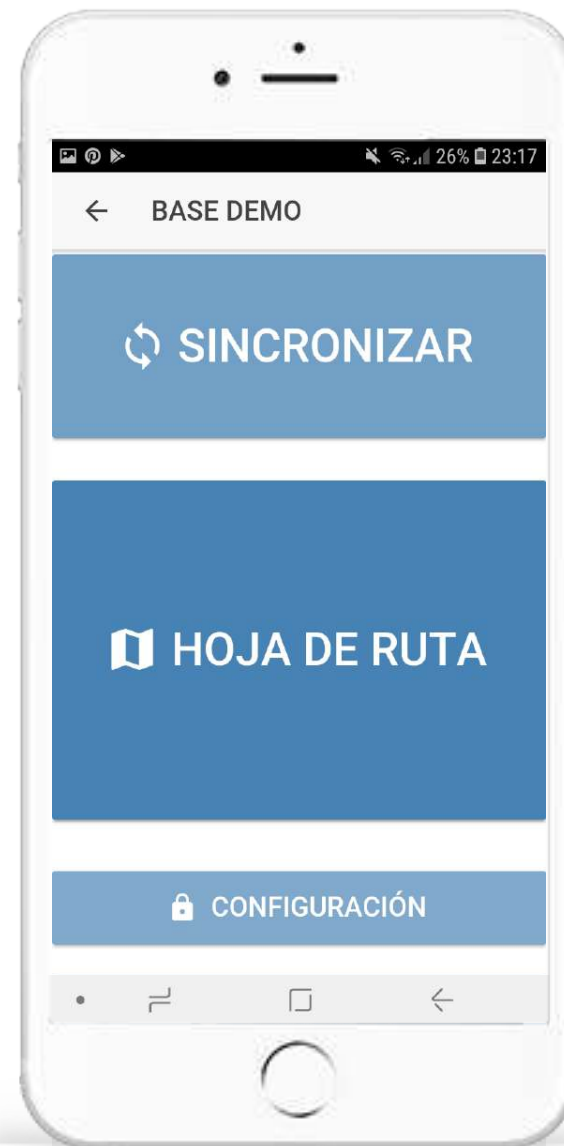 26% 23:17
BASE DEMO
SINCRONIZAR
HOJA DE RUTA
CONFIGURACIÓN